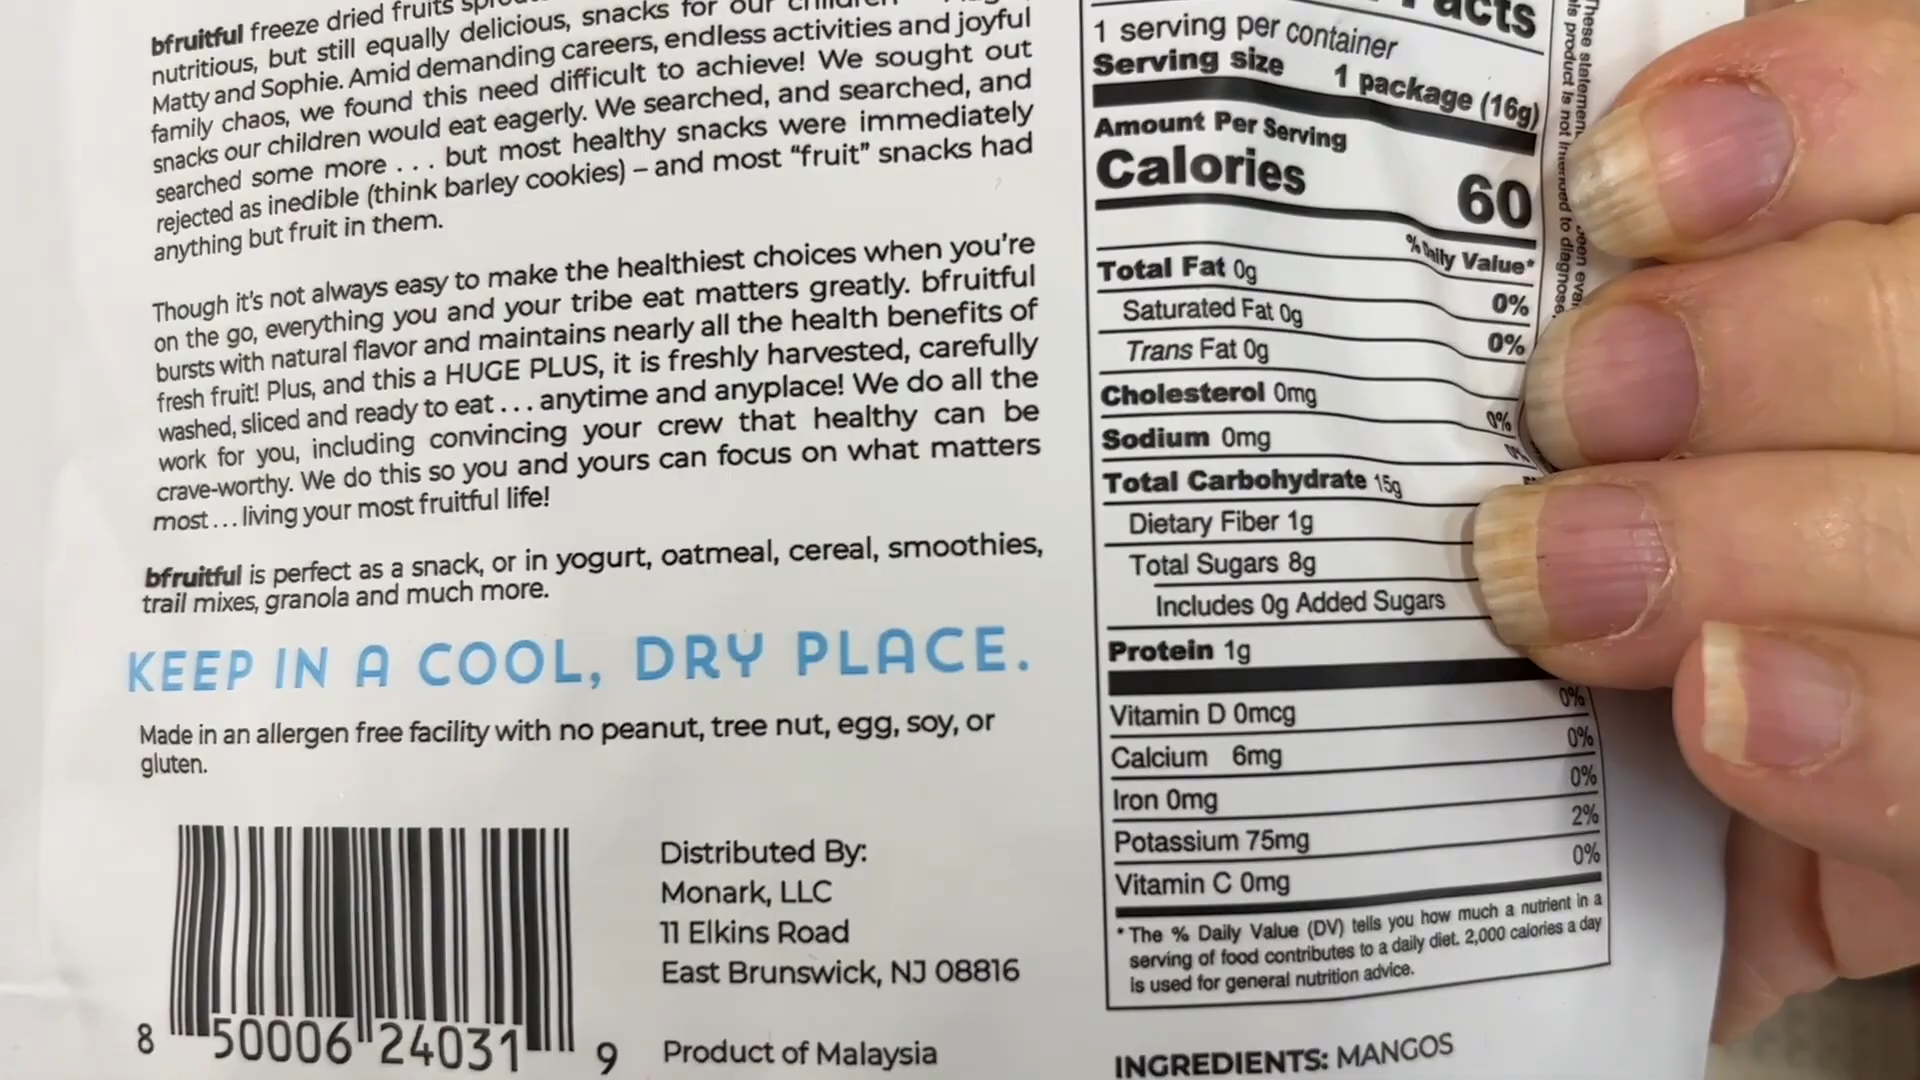 bfruitful freeze dried fruits
nutritious, but still equally delicious, snacks for our children
Matty and Sophie. Amid demanding careers, endless activities and joyful
family chaos, we found this need difficult to achieve! We sought out
snacks our children would eat eagerly. We searched, and searched, and
searched some more . . . but most healthy snacks were immediately
rejected as inedible (think barley cookies) – and most “fruit” snacks had
anything but fruit in them.
Though it's not always easy to make the healthiest choices when you're
on the go, everything you and your tribe eat matters greatly. bfruitful
bursts with natural flavor and maintains nearly all the health benefits of
fresh fruit! Plus, and this a HUGE PLUS, it is freshly harvested, carefully
washed, sliced and ready to eat . . . anytime and anyplace! We do all the
work for you, including convincing your crew that healthy can be
crave-worthy. We do this so you and yours can focus on what matters
most . . . living your most fruitful life!
bfruitful is perfect as a snack, or in yogurt, oatmeal, cereal, smoothies,
trail mixes, granola and much more.
KEEP IN A COOL, DRY PLACE.
Made in an allergen free facility with no peanut, tree nut, egg, soy, or
gluten.
8 50006 24031 9
Distributed By:
Monark, LLC
11 Elkins Road
East Brunswick, NJ 08816
Product of Malaysia
Facts
1 serving per container
Serving size 1 package (16g)
Amount Per Serving
Calories 60
% Daily Value*
Total Fat 0g 0%
Saturated Fat 0g 0%
Trans Fat 0g
Cholesterol 0mg 0%
Sodium 0mg 0%
Total Carbohydrate 15g
Dietary Fiber 1g
Total Sugars 8g
Includes 0g Added Sugars
Protein 1g
Vitamin D 0mcg 0%
Calcium 6mg 0%
Iron 0mg 0%
Potassium 75mg 2%
Vitamin C 0mg 0%
* The % Daily Value (DV) tells you how much a nutrient in a
serving of food contributes to a daily diet. 2,000 calories a day
is used for general nutrition advice.
INGREDIENTS: MANGOS
These
product is not to diagnose,